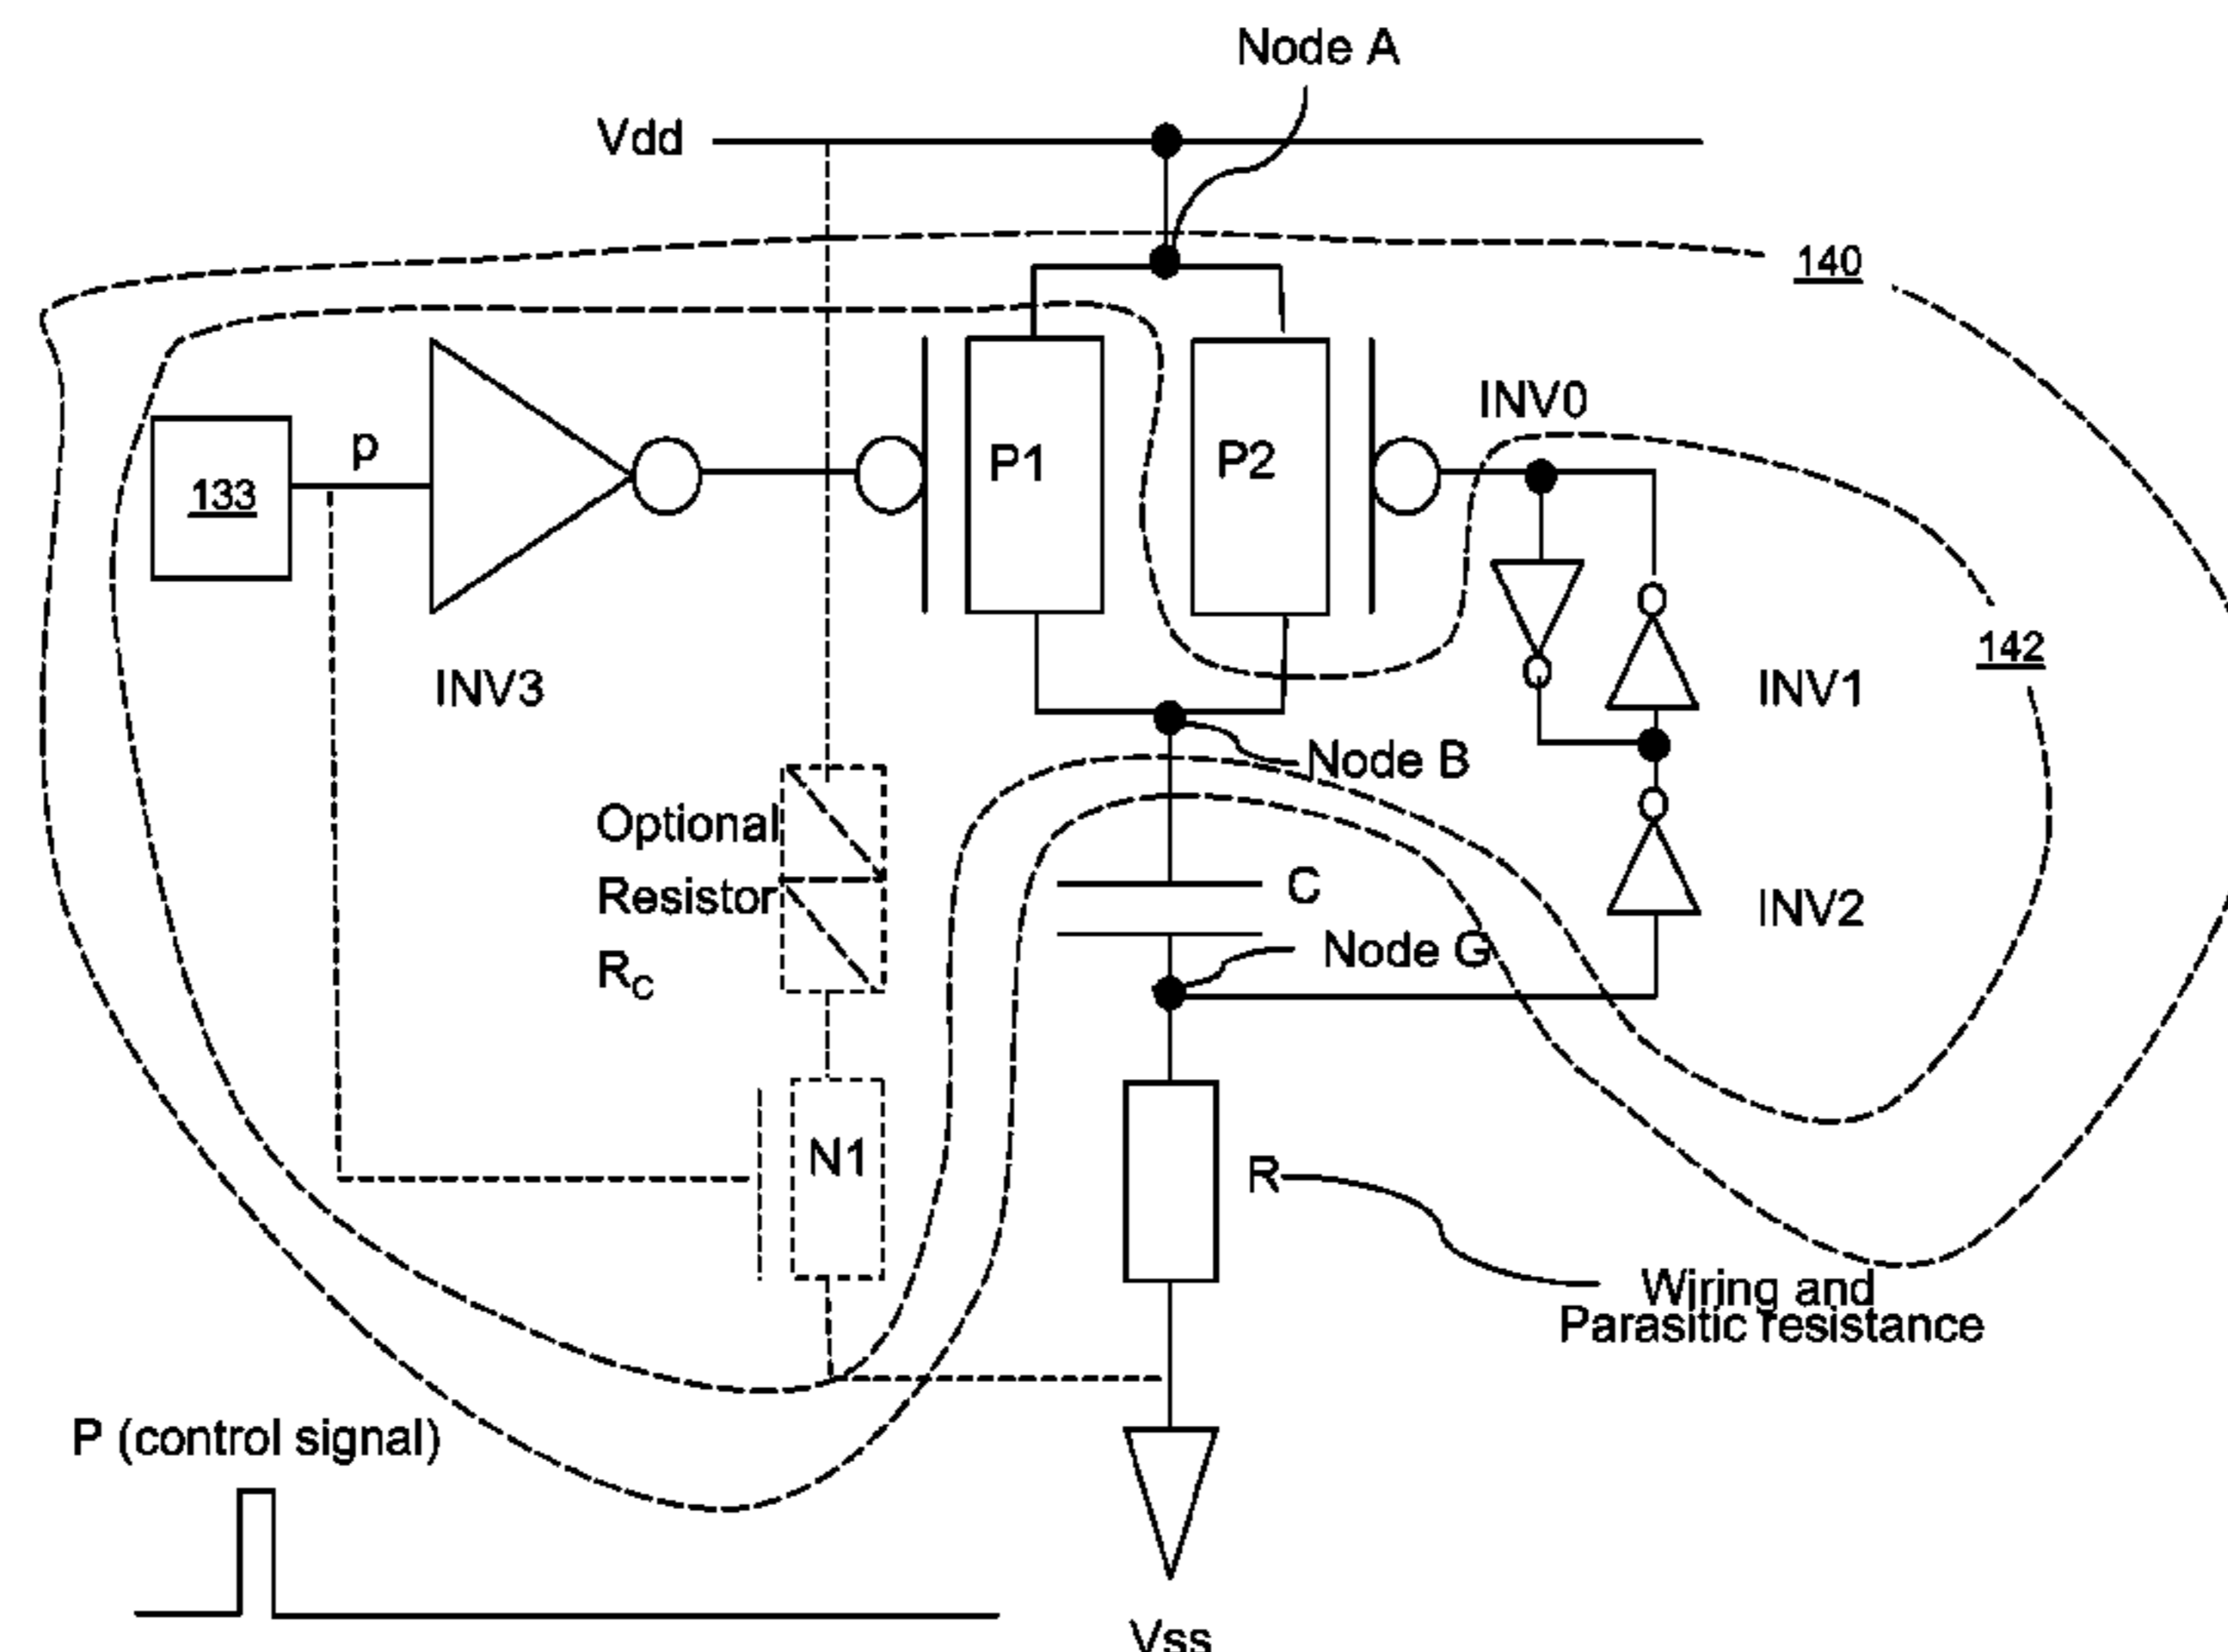 Node A
Vdd
140
INV0
p
P1
P2
133
142
INV3
INV1
Node B
Optional
Resistor
RC
C
INV2
Node G
N1
R
Wiring and
Parasitic resistance
P (control signal)
Vss